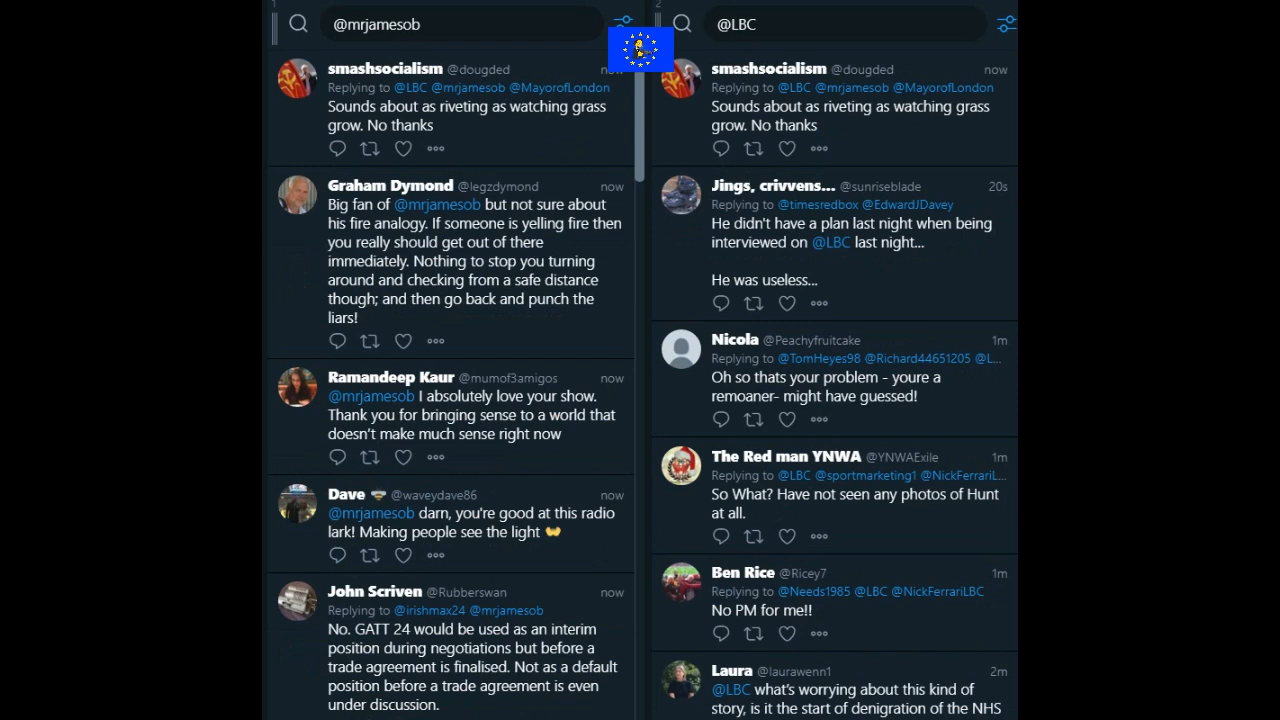 1
@mrjamesob
smashsocialism @dougded now
Replying to @LBC @mrjamesob @MayorofLondon
Sounds about as riveting as watching grass
grow. No thanks
Graham Dymond @legzdymond now
Big fan of @mrjamesob but not sure about
his fire analogy. If someone is yelling fire then
you really should get out of there
immediately. Nothing to stop you turning
around and checking from a safe distance
though; and then go back and punch the
liars!
Ramandeep Kaur @mumof3amigos now
@mrjamesob I absolutely love your show.
Thank you for bringing sense to a world that
doesn't make much sense right now
Dave @waveydave86 now
@mrjamesob darn, you're good at this radio
lark! Making people see the light
John Scriven @Rubberswan now
Replying to @irishmax24 @mrjamesob
No. GATT 24 would be used as an interim
position during negotiations but before a
trade agreement is finalised. Not as a default
position before a trade agreement is even
under discussion.
2
@LBC
smashsocialism @dougded now
Replying to @LBC @mrjamesob @MayorofLondon
Sounds about as riveting as watching grass
grow. No thanks
Jings, crivvens... @sunriseblade 20s
Replying to @timesredbox @EdwardJDavey
He didn't have a plan last night when being
interviewed on @LBC last night...
He was useless...
Nicola @Peachyfruitcake 1m
Replying to @TomHeyes98 @Richard44651205 @L...
Oh so thats your problem - youre a
remoaner- might have guessed!
The Red man YNWA @YNWAExile 1m
Replying to @LBC @sportmarketing1 @NickFerrariL...
So What? Have not seen any photos of Hunt
at all.
Ben Rice @Ricey7 1m
Replying to @Needs1985 @LBC @NickFerrariLBC
No PM for me!!
Laura @laurawenn1 2m
@LBC what's worrying about this kind of
story, is it the start of denigration of the NHS